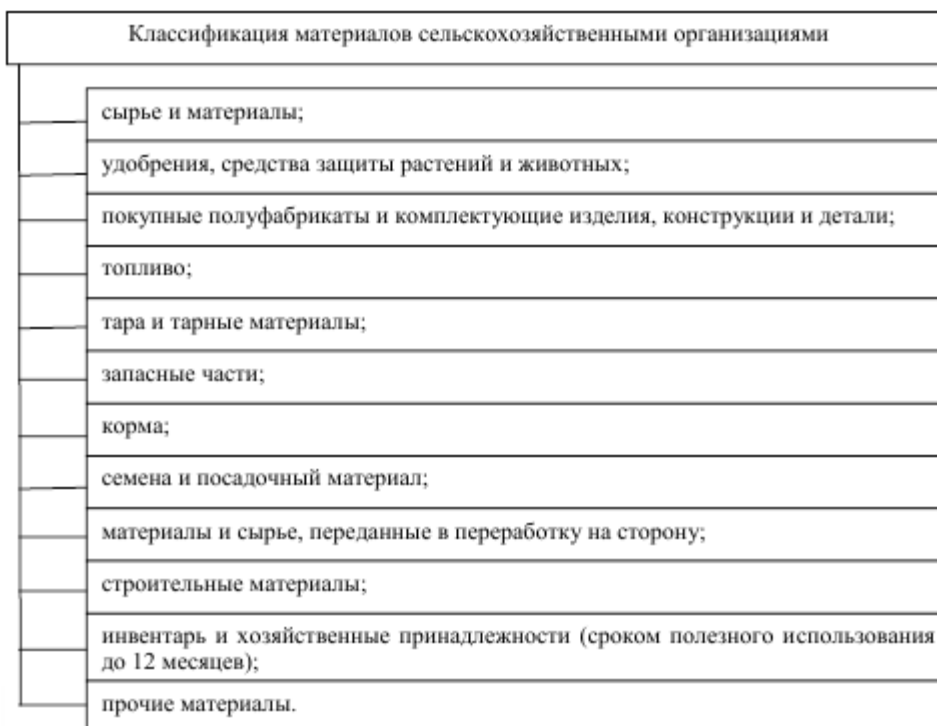 Классификация материалов сельскохозяйственными организациями
сырье и материалы;
удобрения, средства защиты растений и животных;
покупные полуфабрикаты и комплектующие изделия, конструкции и детали;
топливо;
тара и тарные материалы;
запасные части;
корма;
семена и посадочный материал;
материалы и сырье, переданные в переработку на сторону;
строительные материалы;
инвентарь и хозяйственные принадлежности (сроком полезного использования
до 12 месяцев);
прочие материалы.